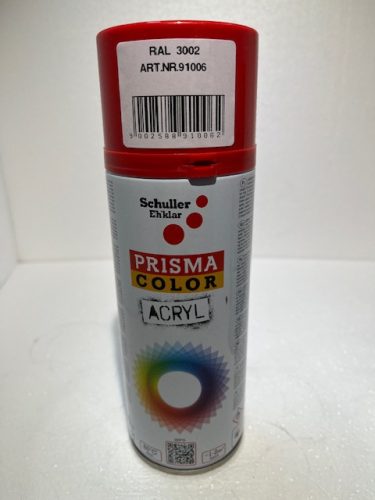 RAL 3002
ART.NR.91006
9 002588 910062
Schuller
Eh'klar
PRISMA
COLOR
ACRYL